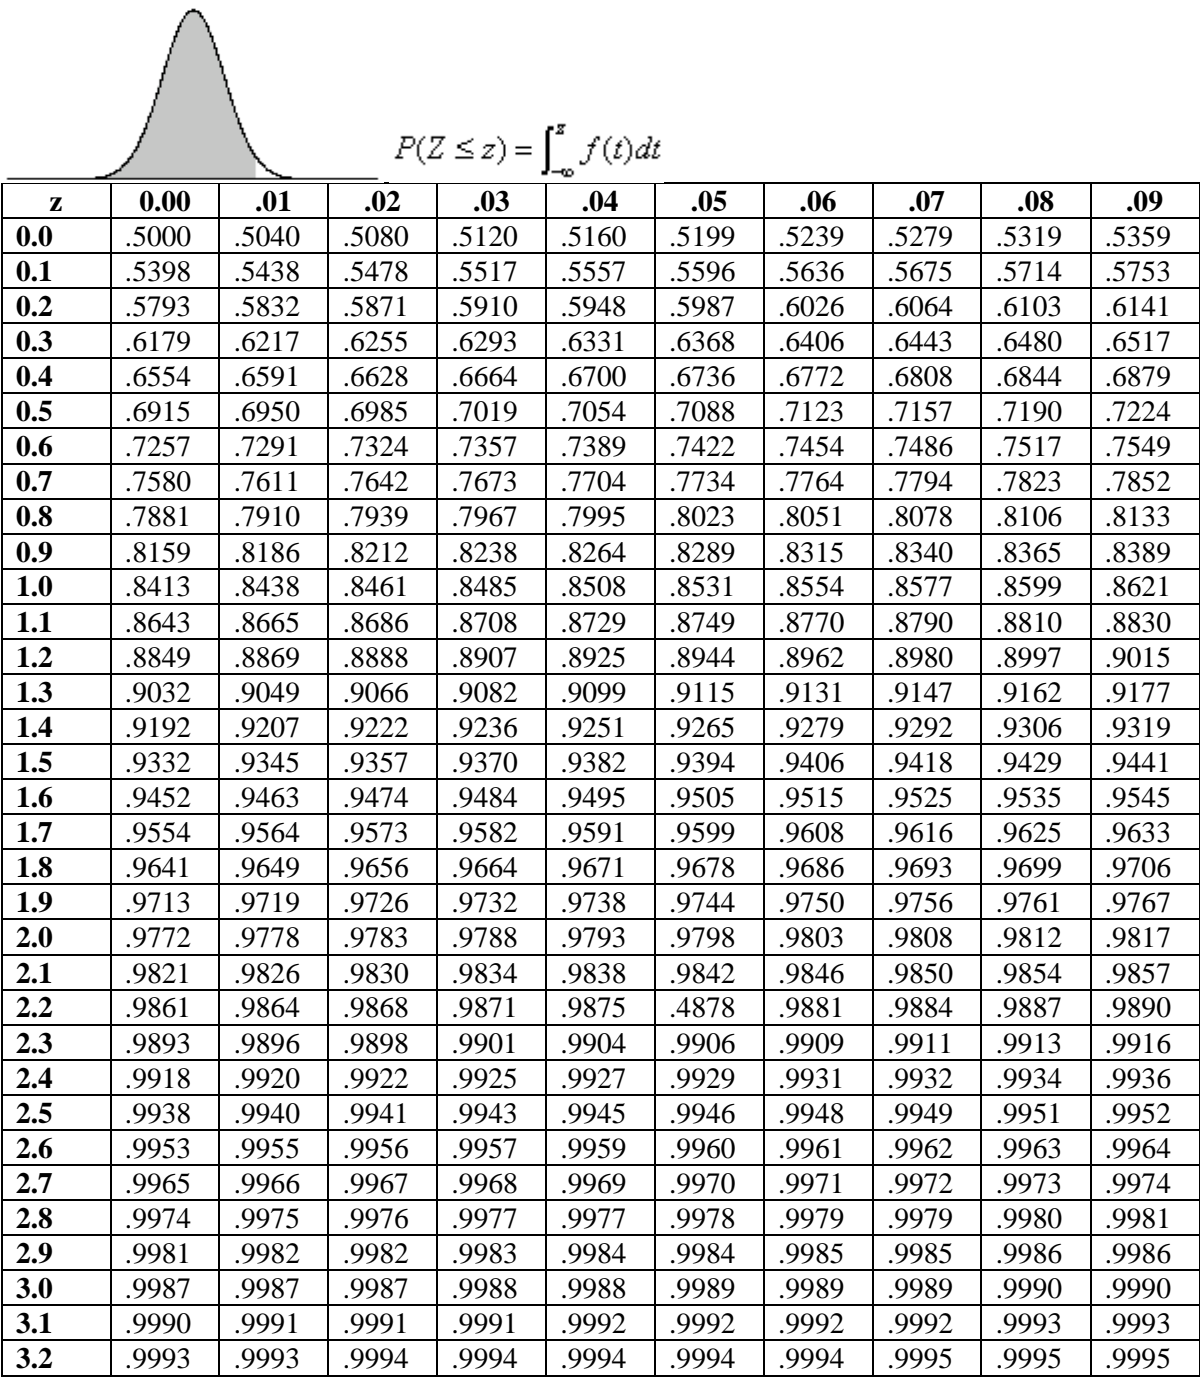 P(Z ≤ z) = ∫_{-∞}^{z} f(t)dt
z 0.00 .01 .02 .03 .04 .05 .06 .07 .08 .09
0.0 .5000 .5040 .5080 .5120 .5160 .5199 .5239 .5279 .5319 .5359
0.1 .5398 .5438 .5478 .5517 .5557 .5596 .5636 .5675 .5714 .5753
0.2 .5793 .5832 .5871 .5910 .5948 .5987 .6026 .6064 .6103 .6141
0.3 .6179 .6217 .6255 .6293 .6331 .6368 .6406 .6443 .6480 .6517
0.4 .6554 .6591 .6628 .6664 .6700 .6736 .6772 .6808 .6844 .6879
0.5 .6915 .6950 .6985 .7019 .7054 .7088 .7123 .7157 .7190 .7224
0.6 .7257 .7291 .7324 .7357 .7389 .7422 .7454 .7486 .7517 .7549
0.7 .7580 .7611 .7642 .7673 .7704 .7734 .7764 .7794 .7823 .7852
0.8 .7881 .7910 .7939 .7967 .7995 .8023 .8051 .8078 .8106 .8133
0.9 .8159 .8186 .8212 .8238 .8264 .8289 .8315 .8340 .8365 .8389
1.0 .8413 .8438 .8461 .8485 .8508 .8531 .8554 .8577 .8599 .8621
1.1 .8643 .8665 .8686 .8708 .8729 .8749 .8770 .8790 .8810 .8830
1.2 .8849 .8869 .8888 .8907 .8925 .8944 .8962 .8980 .8997 .9015
1.3 .9032 .9049 .9066 .9082 .9099 .9115 .9131 .9147 .9162 .9177
1.4 .9192 .9207 .9222 .9236 .9251 .9265 .9279 .9292 .9306 .9319
1.5 .9332 .9345 .9357 .9370 .9382 .9394 .9406 .9418 .9429 .9441
1.6 .9452 .9463 .9474 .9484 .9495 .9505 .9515 .9525 .9535 .9545
1.7 .9554 .9564 .9573 .9582 .9591 .9599 .9608 .9616 .9625 .9633
1.8 .9641 .9649 .9656 .9664 .9671 .9678 .9686 .9693 .9699 .9706
1.9 .9713 .9719 .9726 .9732 .9738 .9744 .9750 .9756 .9761 .9767
2.0 .9772 .9778 .9783 .9788 .9793 .9798 .9803 .9808 .9812 .9817
2.1 .9821 .9826 .9830 .9834 .9838 .9842 .9846 .9850 .9854 .9857
2.2 .9861 .9864 .9868 .9871 .9875 .4878 .9881 .9884 .9887 .9890
2.3 .9893 .9896 .9898 .9901 .9904 .9906 .9909 .9911 .9913 .9916
2.4 .9918 .9920 .9922 .9925 .9927 .9929 .9931 .9932 .9934 .9936
2.5 .9938 .9940 .9941 .9943 .9945 .9946 .9948 .9949 .9951 .9952
2.6 .9953 .9955 .9956 .9957 .9959 .9960 .9961 .9962 .9963 .9964
2.7 .9965 .9966 .9967 .9968 .9969 .9970 .9971 .9972 .9973 .9974
2.8 .9974 .9975 .9976 .9977 .9977 .9978 .9979 .9979 .9980 .9981
2.9 .9981 .9982 .9982 .9983 .9984 .9984 .9985 .9985 .9986 .9986
3.0 .9987 .9987 .9987 .9988 .9988 .9989 .9989 .9989 .9990 .9990
3.1 .9990 .9991 .9991 .9991 .9992 .9992 .9992 .9992 .9993 .9993
3.2 .9993 .9993 .9994 .9994 .9994 .9994 .9994 .9995 .9995 .9995